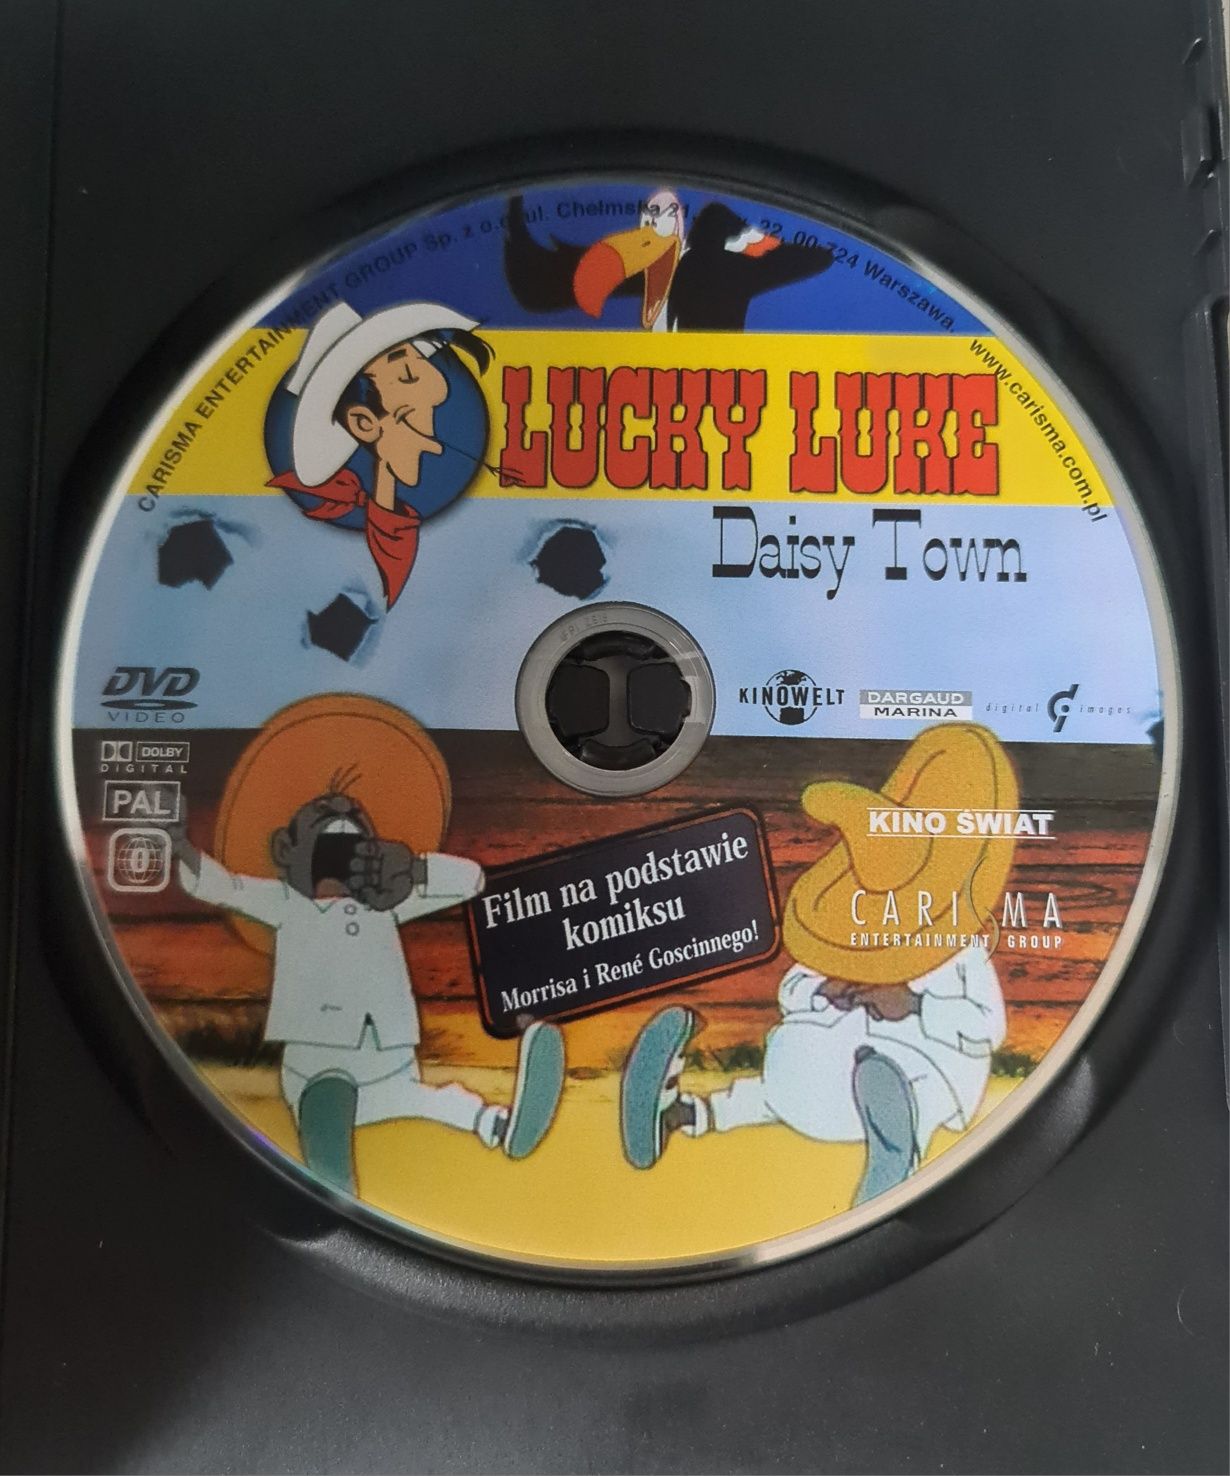 CARISMA ENTERTAINMENT GROUP Sp. z o.o. ul. Chełmska 21, 22, 00-724 Warszawa. www.carisma.com.pl
LUCKY LUKE
Daisy Town
DVD
VIDEO
KINOWELT
DARGAUD
MARINA
digital images
DOLBY
DIGITAL
PAL
0
KINO ŚWIAT
CARISMA
ENTERTAINMENT GROUP
Film na podstawie
komiksu
Morrisa i René Goscinnego!